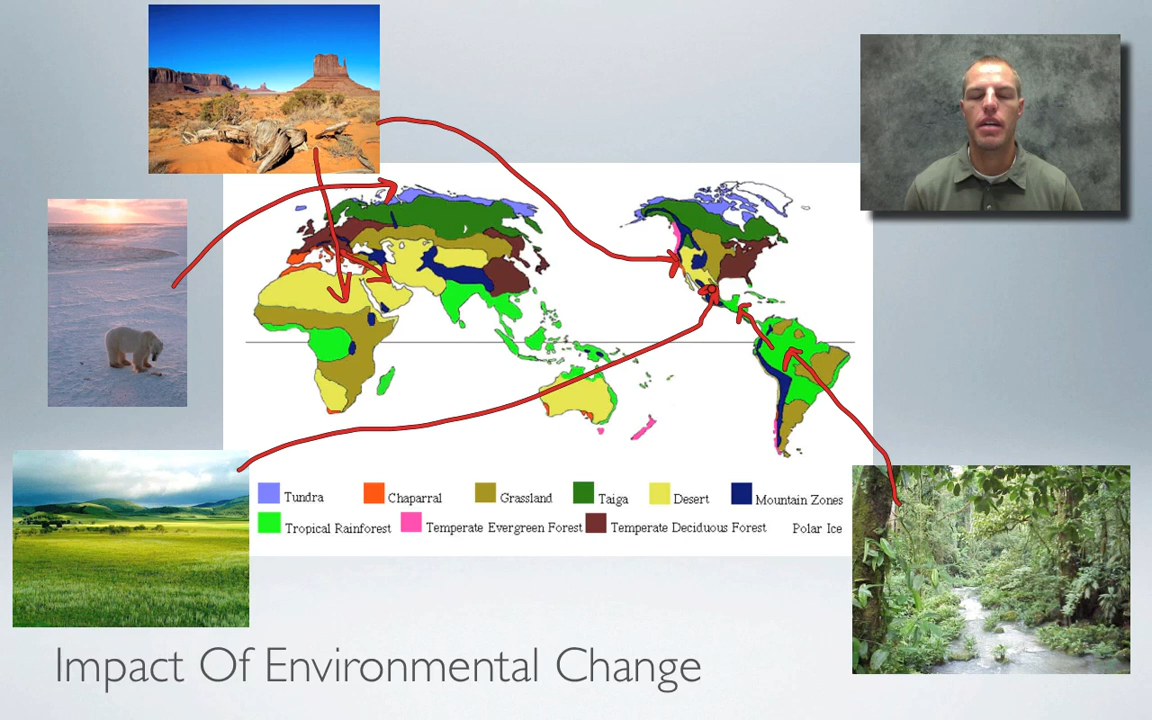 Tundra Chaparral Grassland Taiga Desert Mountain Zones
Tropical Rainforest Temperate Evergreen Forest Temperate Deciduous Forest Polar Ice
Impact Of Environmental Change